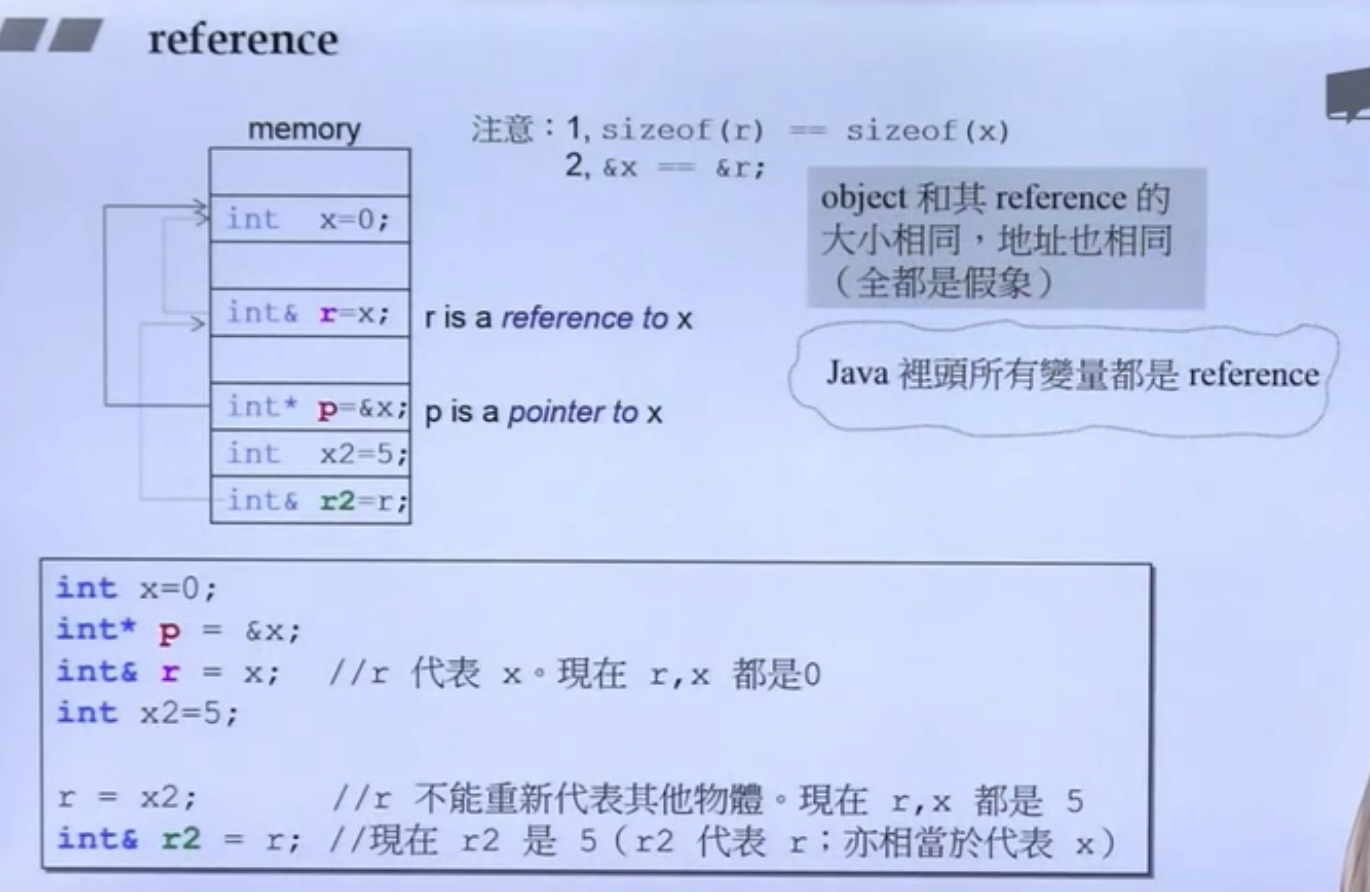 reference
memory
注意：1, sizeof(r) == sizeof(x)
2, &x == &r;
object 和其 reference 的
大小相同，地址也相同
（全都是假象）
int x=0;
int& r=x; r is a reference to x
Java 裡頭所有變量都是 reference
int* p=&x; p is a pointer to x
int x2=5;
int& r2=r;
int x=0;
int* p = &x;
int& r = x; //r 代表 x。現在 r,x 都是0
int x2=5;
r = x2; //r 不能重新代表其他物體。現在 r,x 都是 5
int& r2 = r; //現在 r2 是 5（r2 代表 r；亦相當於代表 x）